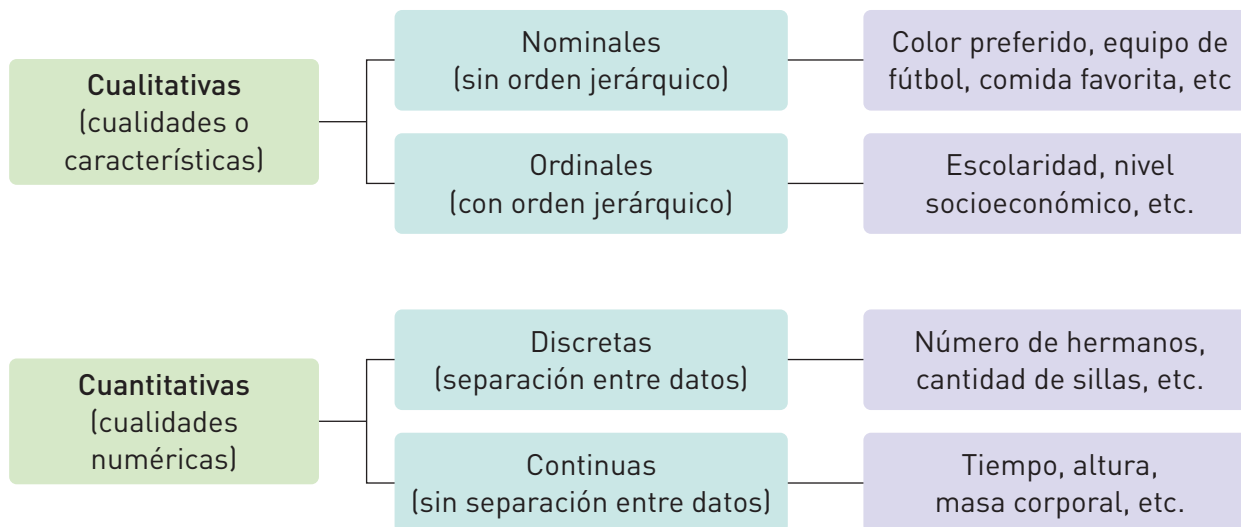 Cualitativas
(cualidades o
características)
Nominales
(sin orden jerárquico)
Color preferido, equipo de
fútbol, comida favorita, etc
Ordinales
(con orden jerárquico)
Escolaridad, nivel
socioeconómico, etc.
Cuantitativas
(cualidades
numéricas)
Discretas
(separación entre datos)
Número de hermanos,
cantidad de sillas, etc.
Continuas
(sin separación entre datos)
Tiempo, altura,
masa corporal, etc.